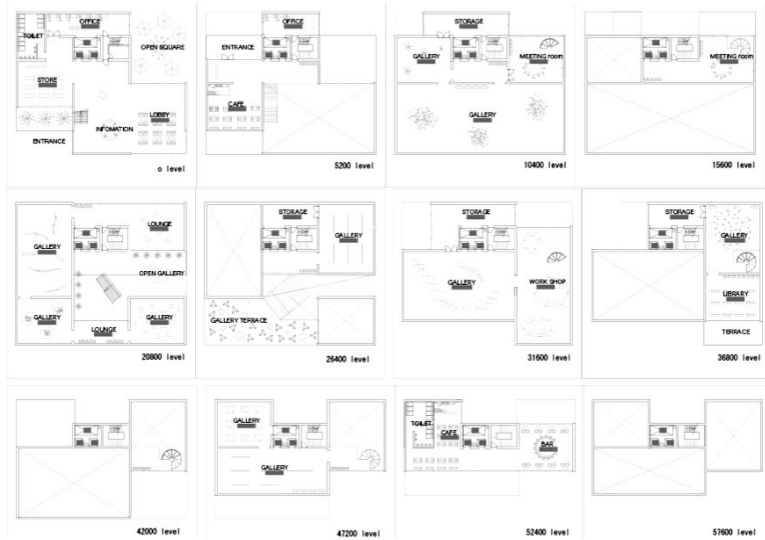 OFFICE
TOILET
OPEN SQUARE
STORE
INFOMATION
LOBBY
ENTRANCE
o level
OFFICE
ENTRANCE
CAFE
5200 level
STORAGE
GALLERY
MEETING room
GALLERY
10400 level
MEETING room
15600 level
LOUNGE
GALLERY
OPEN GALLERY
GALLERY
GALLERY
LOUNGE
20800 level
STORAGE
GALLERY
GALLERY TERRACE
26400 level
STORAGE
GALLERY
WORK SHOP
31600 level
STORAGE
GALLERY
LIBRARY
TERRACE
36800 level
42000 level
GALLERY
GALLERY
47200 level
TOILET
CAFE
BAR
52400 level
57600 level